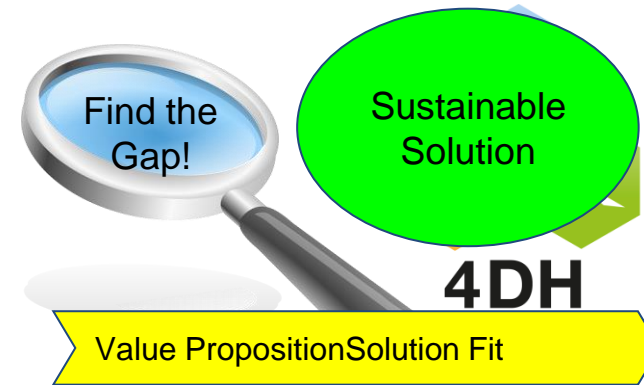 Find the
Gap!
Sustainable
Solution
4DH
Value PropositionSolution Fit